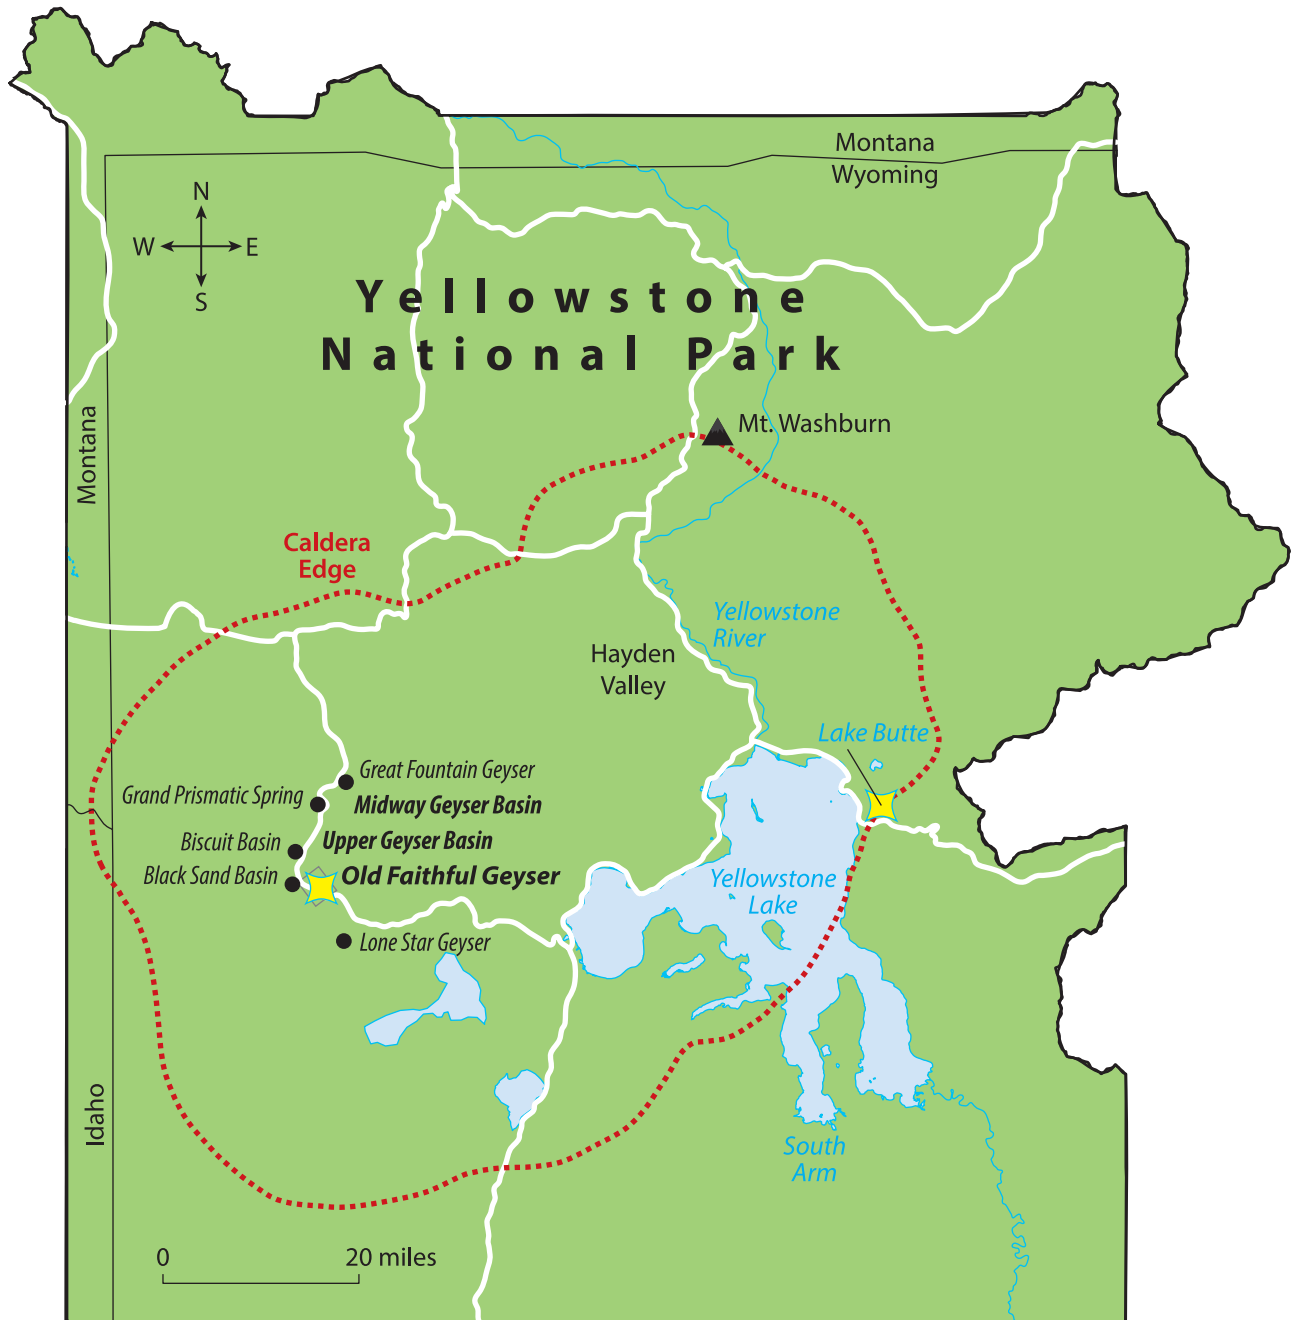 Montana
Wyoming
N
W
E
S
Yellowstone
National Park
Montana
Mt. Washburn
Caldera
Edge
Yellowstone
River
Hayden
Valley
Lake Butte
Great Fountain Geyser
Grand Prismatic Spring
Midway Geyser Basin
Biscuit Basin
Upper Geyser Basin
Black Sand Basin
Old Faithful Geyser
Yellowstone
Lake
Lone Star Geyser
Idaho
South
Arm
0
20 miles